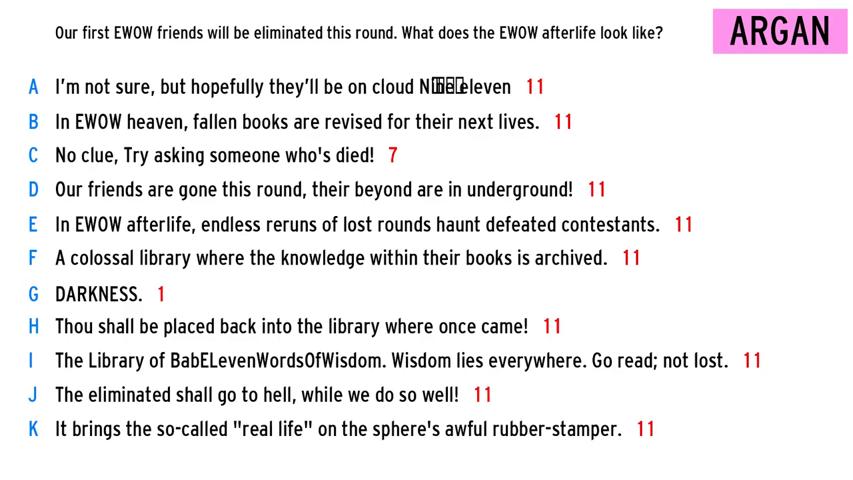 Our first EWOW friends will be eliminated this round. What does the EWOW afterlife look like?
ARGAN
A I'm not sure, but hopefully they'll be on cloud eleven 11
B In EWOW heaven, fallen books are revised for their next lives. 11
C No clue, Try asking someone who's died! 7
D Our friends are gone this round, their beyond are in underground! 11
E In EWOW afterlife, endless reruns of lost rounds haunt defeated contestants. 11
F A colossal library where the knowledge within their books is archived. 11
G DARKNESS. 1
H Thou shall be placed back into the library where once came! 11
I The Library of BabELevenWordsOfWisdom. Wisdom lies everywhere. Go read; not lost. 11
J The eliminated shall go to hell, while we do so well! 11
K It brings the so-called "real life" on the sphere's awful rubber-stamper. 11